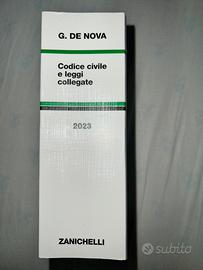 G. DE NOVA
Codice civile
e leggi
collegate
2023
ZANICHELLI
subito